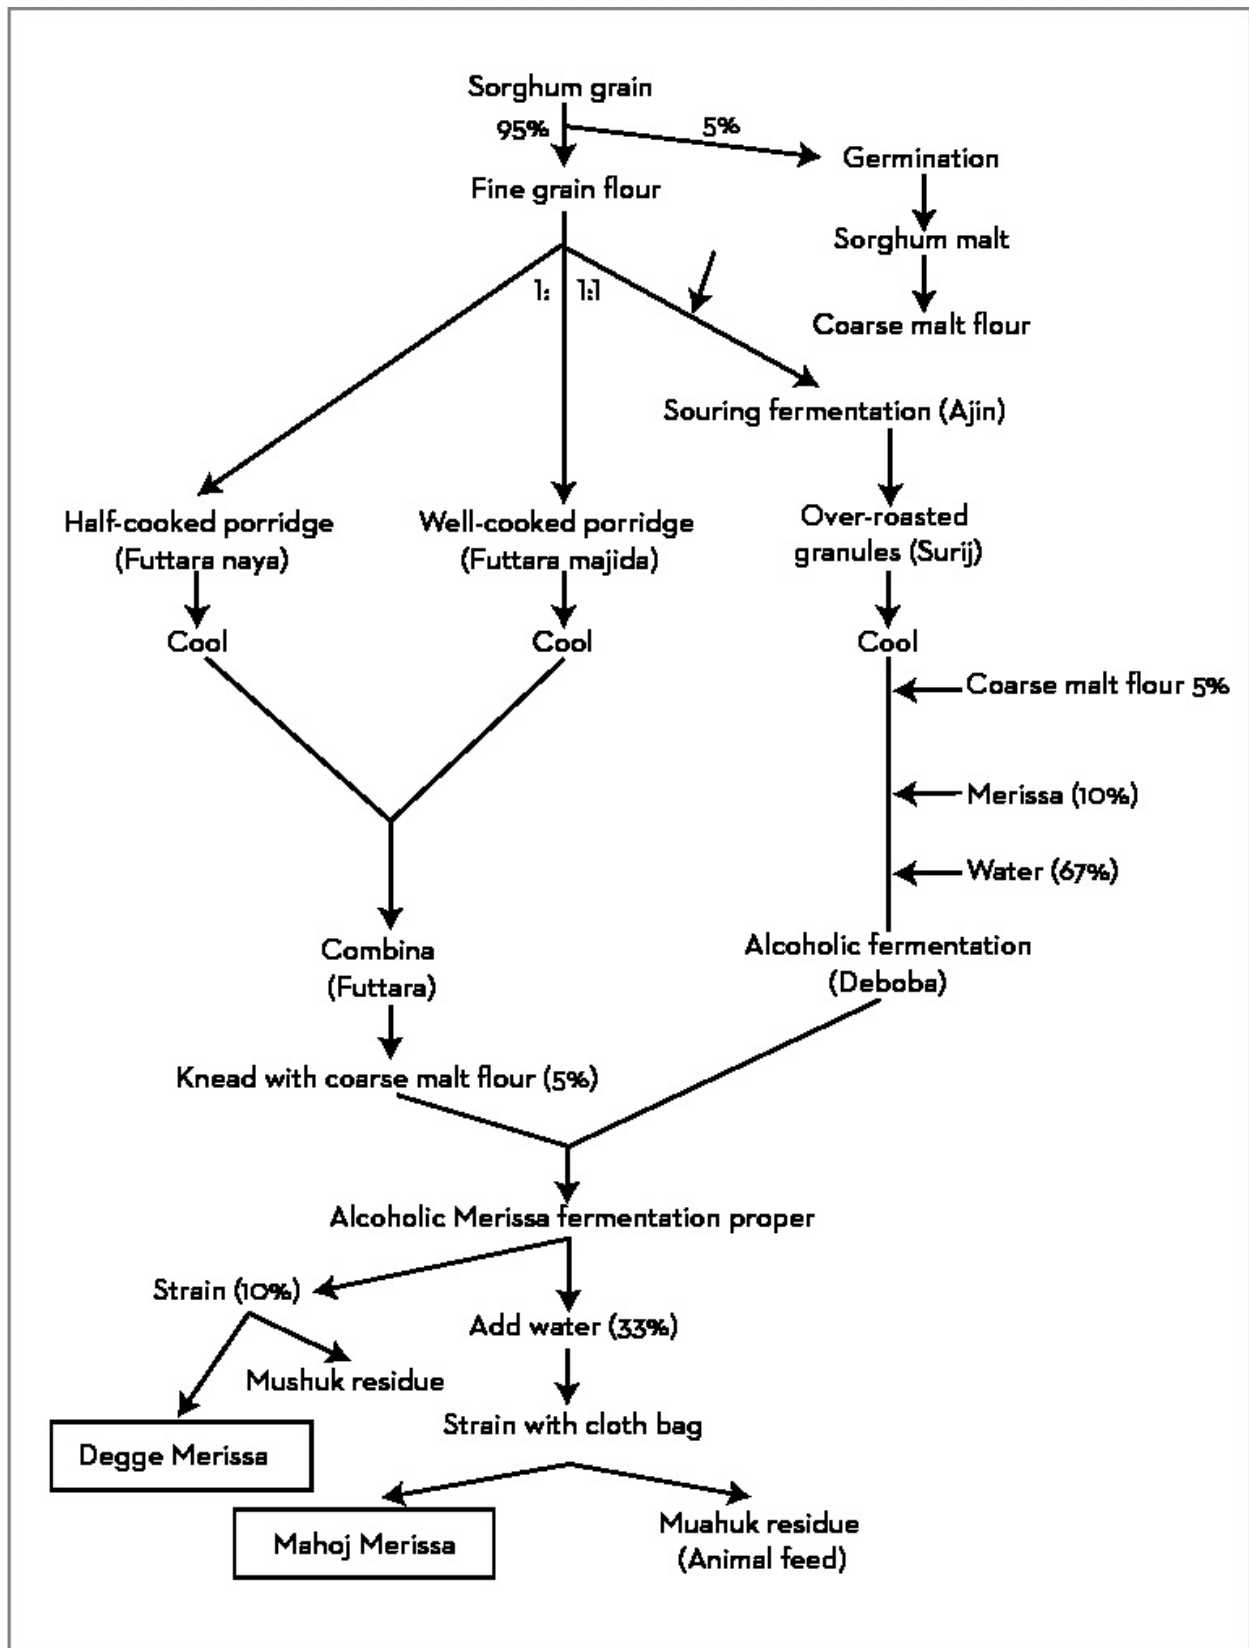 Sorghum grain
95%
5%
Germination
Fine grain flour
Sorghum malt
1:
1:1
Coarse malt flour
Souring fermentation (Ajin)
Half-cooked porridge
(Futtara naya)
Well-cooked porridge
(Futtara majida)
Over-roasted
granules (Surij)
Cool
Cool
Cool
Coarse malt flour 5%
Merissa (10%)
Water (67%)
Combina
(Futtara)
Alcoholic fermentation
(Deboba)
Knead with coarse malt flour (5%)
Alcoholic Merissa fermentation proper
Strain (10%)
Add water (33%)
Mushuk residue
Strain with cloth bag
Degge Merissa
Mahoj Merissa
Muahuk residue
(Animal feed)